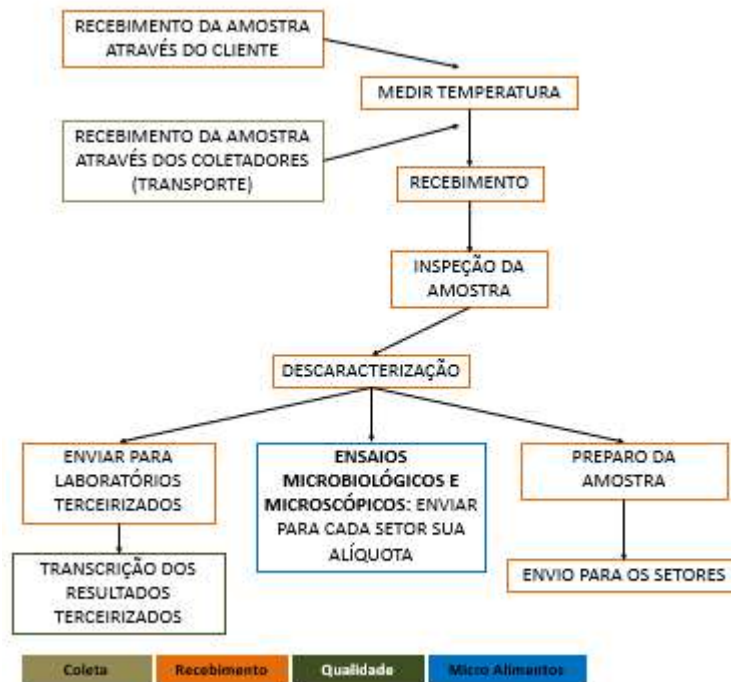 RECEBIMENTO DA AMOSTRA
ATRAVÉS DO CLIENTE
MEDIR TEMPERATURA
RECEBIMENTO DA AMOSTRA
ATRAVÉS DOS COLETADORES
(TRANSPORTE)
RECEBIMENTO
INSPEÇÃO DA
AMOSTRA
DESCARACTERIZAÇÃO
ENVIAR PARA
LABORATÓRIOS
TERCEIRIZADOS
ENSAIOS
MICROBIOLÓGICOS E
MICROSCÓPICOS: ENVIAR
PARA CADA SETOR SUA
ALÍQUOTA
PREPARO DA
AMOSTRA
TRANSCRIÇÃO DOS
RESULTADOS
TERCEIRIZADOS
ENVIO PARA OS SETORES
Coleta
Recebimento
Qualidade
Micro Alimentos